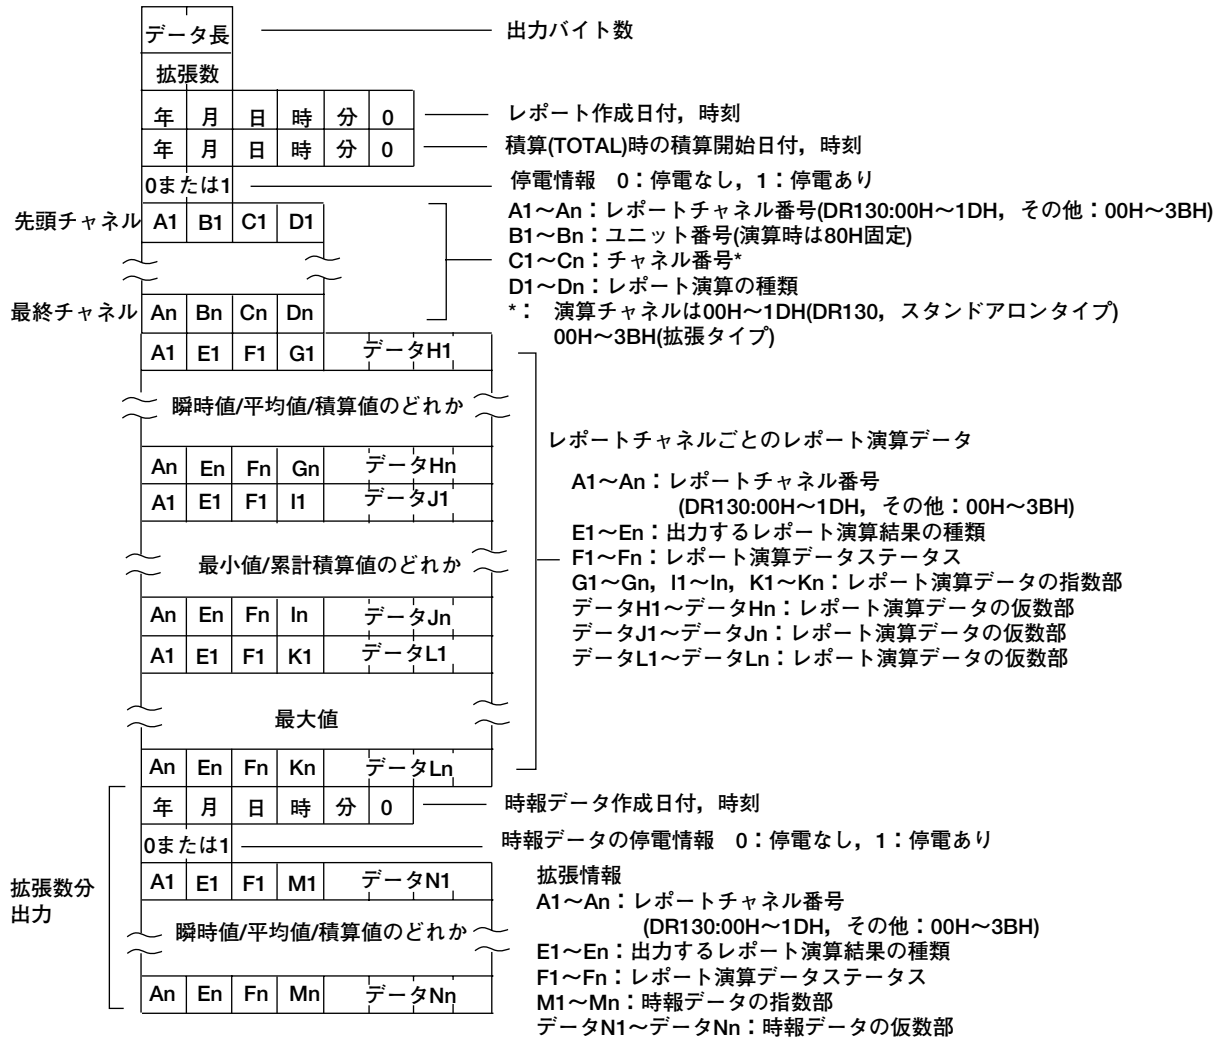 データ長 出力バイト数
拡張数
年 月 日 時 分 0 レポート作成日付，時刻
年 月 日 時 分 0 積算(TOTAL)時の積算開始日付，時刻
0または1 停電情報　0：停電なし，1：停電あり
先頭チャネル A1 B1 C1 D1
A1～An：レポートチャネル番号(DR130:00H～1DH，その他：00H～3BH)
B1～Bn：ユニット番号(演算時は80H固定)
C1～Cn：チャネル番号*
D1～Dn：レポート演算の種類
*：　演算チャネルは00H～1DH(DR130，スタンドアロンタイプ)
00H～3BH(拡張タイプ)
最終チャネル An Bn Cn Dn
A1 E1 F1 G1 データH1
瞬時値/平均値/積算値のどれか
An En Fn Gn データHn
A1 E1 F1 I1 データJ1
最小値/累計積算値のどれか
An En Fn In データJn
A1 E1 F1 K1 データL1
最大値
An En Fn Kn データLn
レポートチャネルごとのレポート演算データ
A1～An：レポートチャネル番号
(DR130:00H～1DH，その他：00H～3BH)
E1～En：出力するレポート演算結果の種類
F1～Fn：レポート演算データステータス
G1～Gn，I1～In，K1～Kn：レポート演算データの指数部
データH1～データHn：レポート演算データの仮数部
データJ1～データJn：レポート演算データの仮数部
データL1～データLn：レポート演算データの仮数部
年 月 日 時 分 0 時報データ作成日付，時刻
0または1 時報データの停電情報　0：停電なし，1：停電あり
拡張数分
出力
A1 E1 F1 M1 データN1
瞬時値/平均値/積算値のどれか
An En Fn Mn データNn
拡張情報
A1～An：レポートチャネル番号
(DR130:00H～1DH，その他：00H～3BH)
E1～En：出力するレポート演算結果の種類
F1～Fn：レポート演算データステータス
M1～Mn：時報データの指数部
データN1～データNn：時報データの仮数部